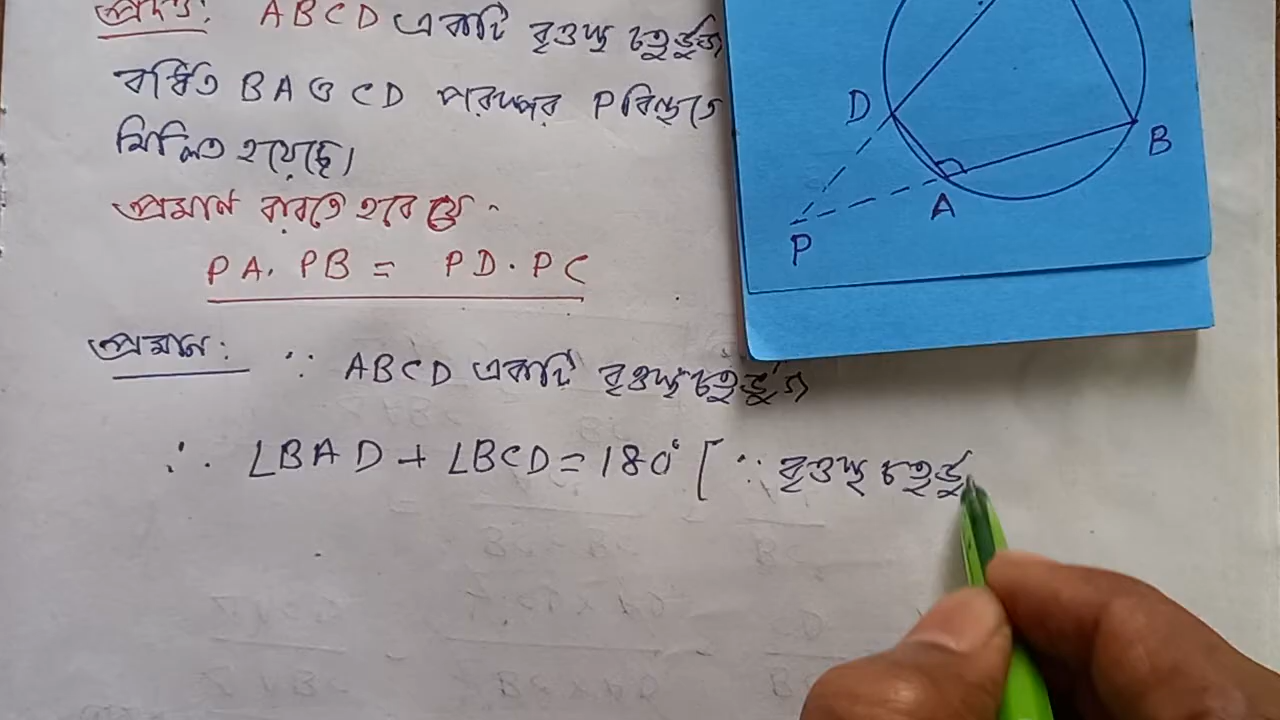 প্রদত্ত: ABCD একটি বৃত্তস্থ চতুর্ভুজ
বর্ধিত BA ও CD পরস্পর P বিন্দুতে
মিলিত হয়েছে।
প্রমাণ করতে হবে যে -
PA. PB = PD. PC
প্রমাণ: ∵ ABCD একটি বৃত্তস্থ চতুর্ভুজ
∴ ∠BAD + ∠BCD = 180° [ ∵ বৃত্তস্থ চতুর্ভু
D
B
A
P